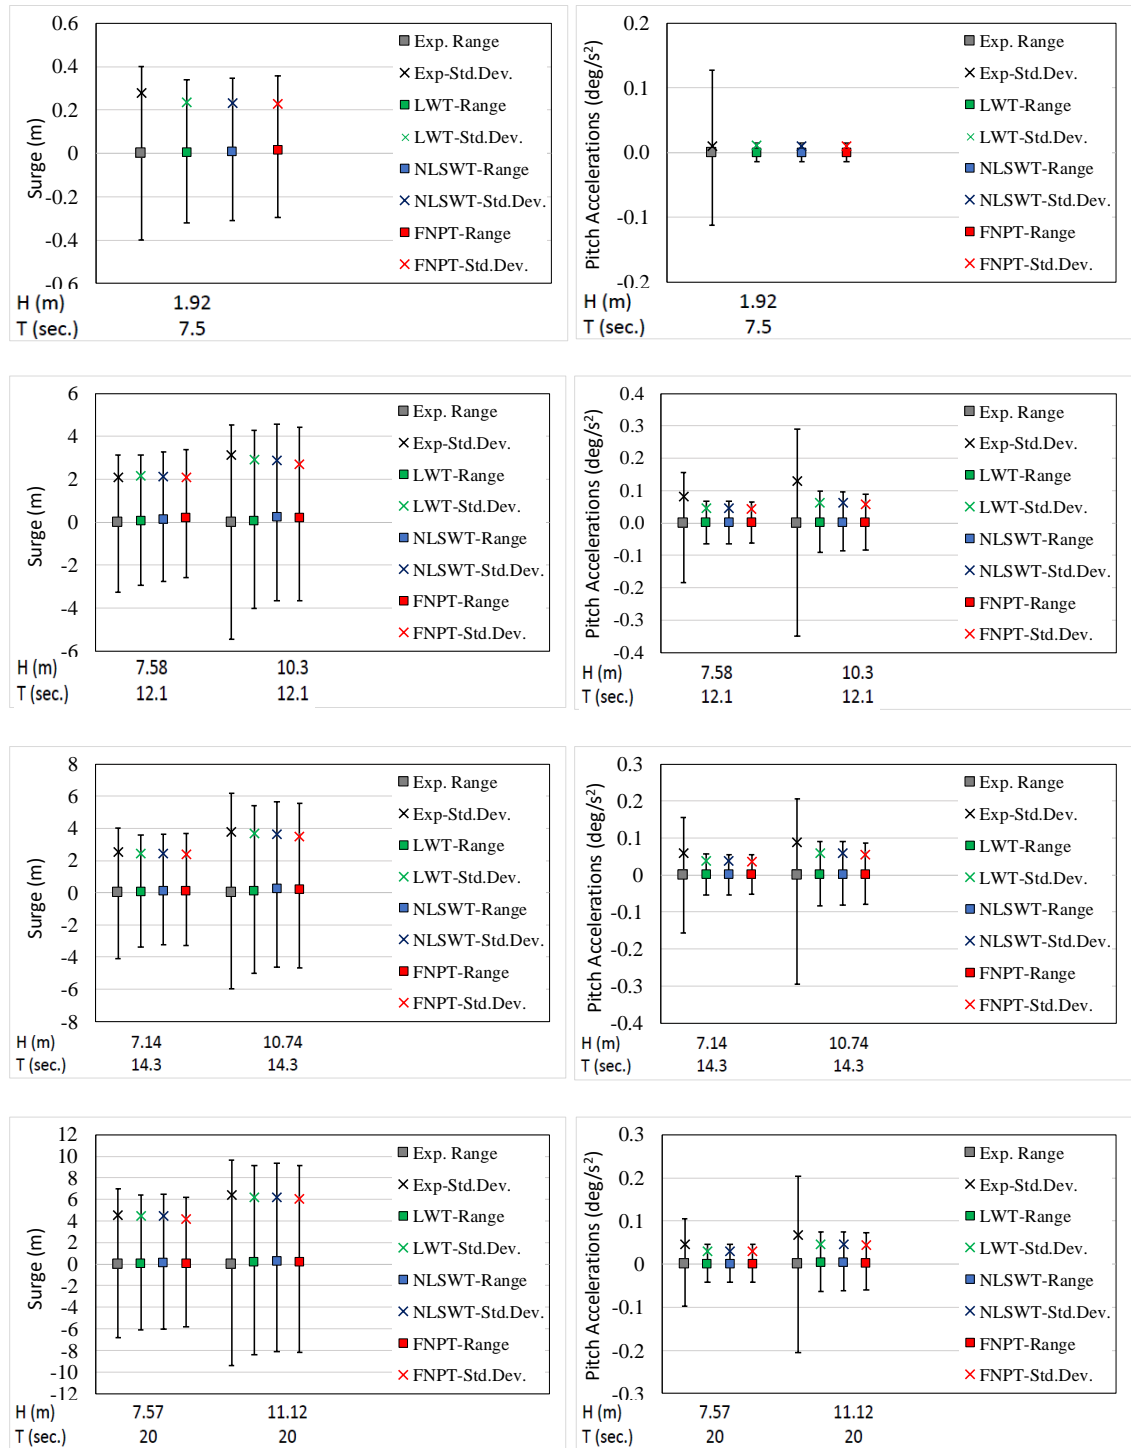 0.6
0.4
0.2
0
-0.2
-0.4
-0.6
Surge (m)
Exp. Range
Exp-Std.Dev.
LWT-Range
LWT-Std.Dev.
NLSWT-Range
NLSWT-Std.Dev.
FNPT-Range
FNPT-Std.Dev.
H (m) 1.92
T (sec.) 7.5
0.2
0.1
0.0
-0.1
-0.2
Pitch Accelerations (deg/s²)
Exp. Range
Exp-Std.Dev.
LWT-Range
LWT-Std.Dev.
NLSWT-Range
NLSWT-Std.Dev.
FNPT-Range
FNPT-Std.Dev.
H (m) 1.92
T (sec.) 7.5
6
4
2
0
-2
-4
-6
Surge (m)
Exp. Range
Exp-Std.Dev.
LWT-Range
LWT-Std.Dev.
NLSWT-Range
NLSWT-Std.Dev.
FNPT-Range
FNPT-Std.Dev.
H (m) 7.58 10.3
T (sec.) 12.1 12.1
0.4
0.3
0.2
0.1
0.0
-0.1
-0.2
-0.3
-0.4
Pitch Accelerations (deg/s²)
Exp. Range
Exp-Std.Dev.
LWT-Range
LWT-Std.Dev.
NLSWT-Range
NLSWT-Std.Dev.
FNPT-Range
FNPT-Std.Dev.
H (m) 7.58 10.3
T (sec.) 12.1 12.1
8
6
4
2
0
-2
-4
-6
-8
Surge (m)
Exp. Range
Exp-Std.Dev.
LWT-Range
LWT-Std.Dev.
NLSWT-Range
NLSWT-Std.Dev.
FNPT-Range
FNPT-Std.Dev.
H (m) 7.14 10.74
T (sec.) 14.3 14.3
0.3
0.2
0.1
0
-0.1
-0.2
-0.3
-0.4
Pitch Accelerations (deg/s²)
Exp. Range
Exp-Std.Dev.
LWT-Range
LWT-Std.Dev.
NLSWT-Range
NLSWT-Std.Dev.
FNPT-Range
FNPT-Std.Dev.
H (m) 7.14 10.74
T (sec.) 14.3 14.3
12
10
8
6
4
2
0
-2
-4
-6
-8
-10
-12
Surge (m)
Exp. Range
Exp-Std.Dev.
LWT-Range
LWT-Std.Dev.
NLSWT-Range
NLSWT-Std.Dev.
FNPT-Range
FNPT-Std.Dev.
H (m) 7.57 11.12
T (sec.) 20 20
0.3
0.2
0.1
0
-0.1
-0.2
-0.3
Pitch Accelerations (deg/s²)
Exp. Range
Exp-Std.Dev.
LWT-Range
LWT-Std.Dev.
NLSWT-Range
NLSWT-Std.Dev.
FNPT-Range
FNPT-Std.Dev.
H (m) 7.57 11.12
T (sec.) 20 20